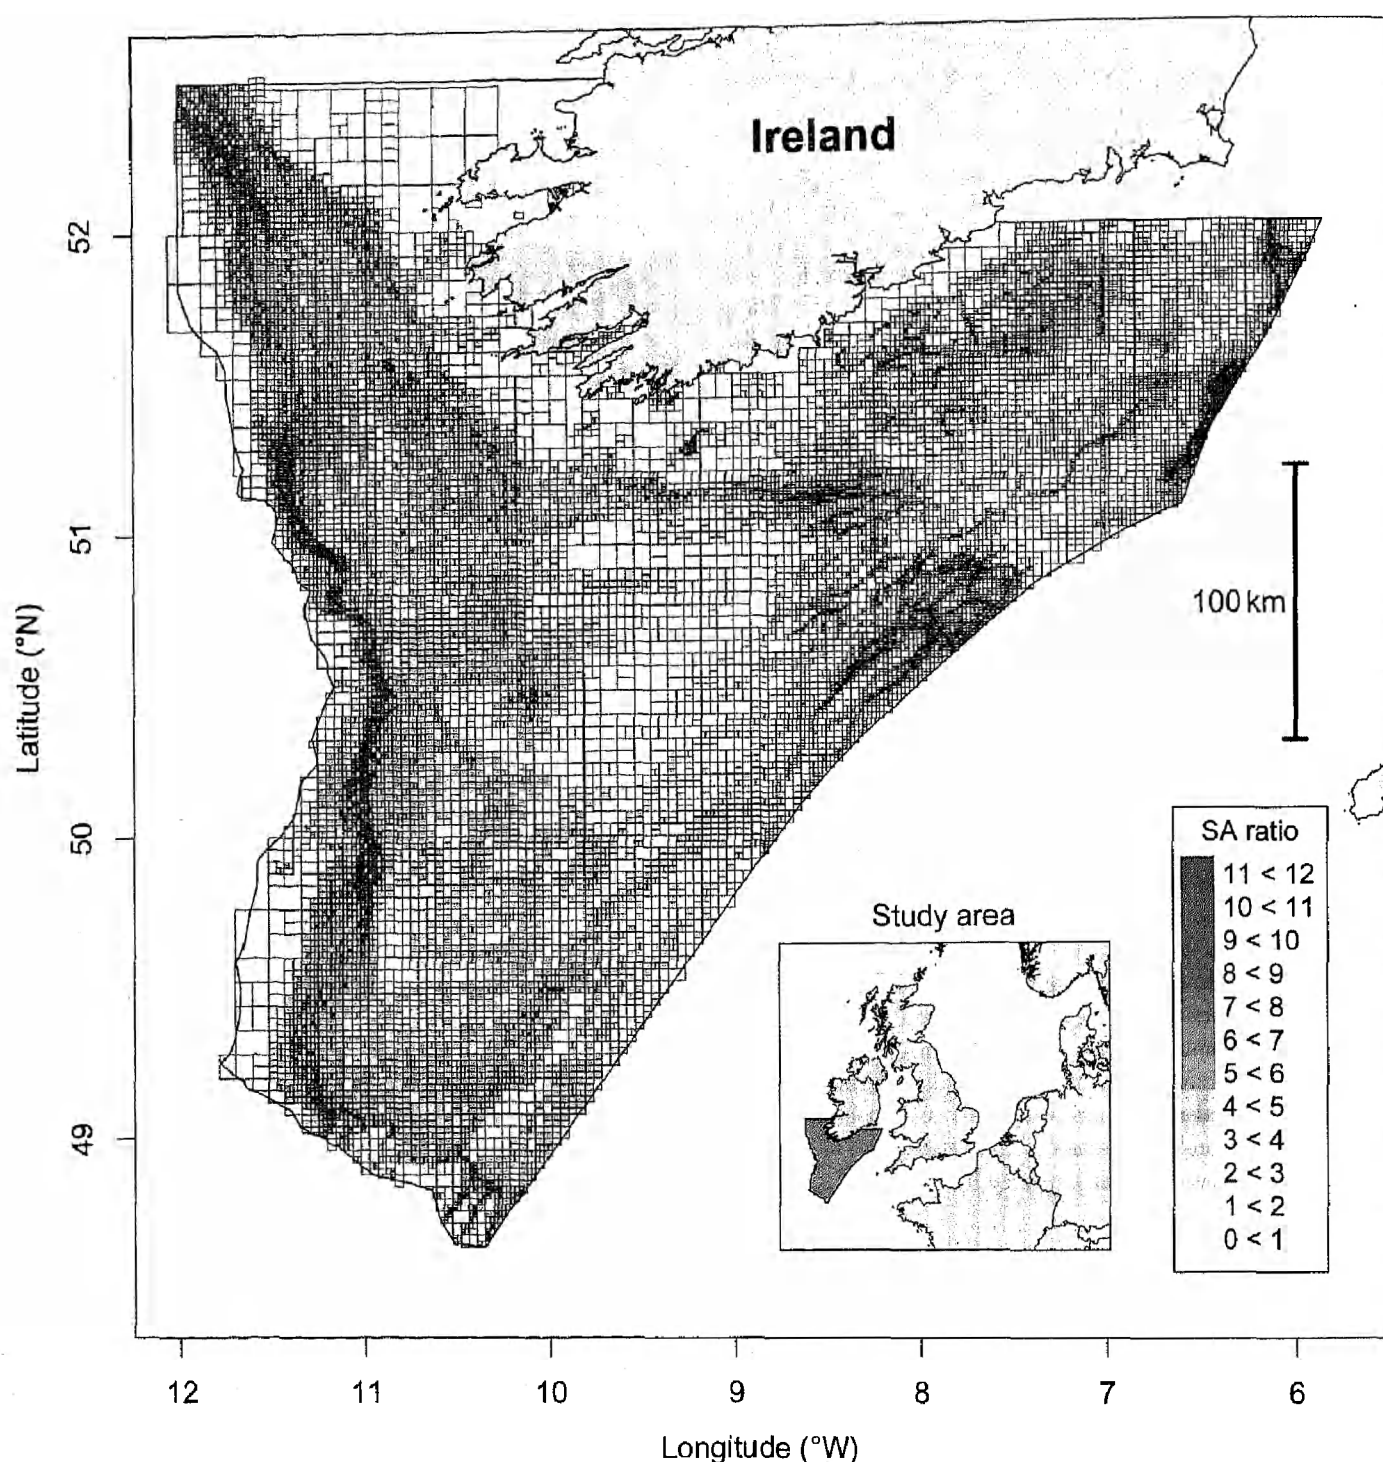 Ireland
52
51
50
49
Latitude (°N)
100 km
SA ratio
11 < 12
10 < 11
9 < 10
8 < 9
7 < 8
6 < 7
5 < 6
4 < 5
3 < 4
2 < 3
1 < 2
0 < 1
Study area
12 11 10 9 8 7 6
Longitude (°W)